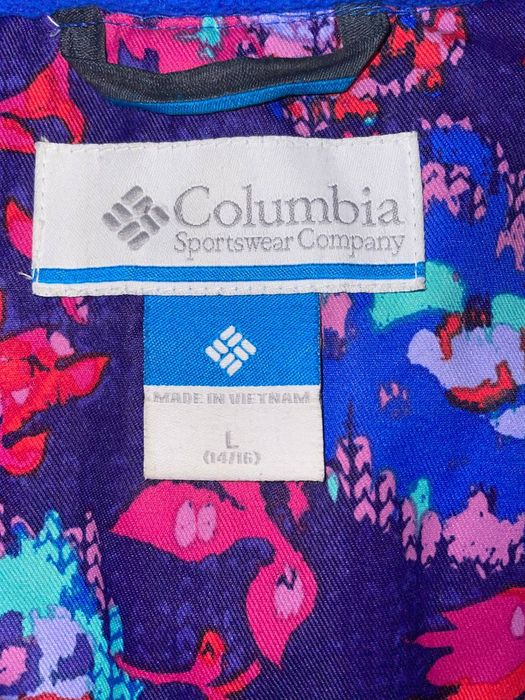 Columbia
Sportswear Company
MADE IN VIETNAM
L
(14/16)